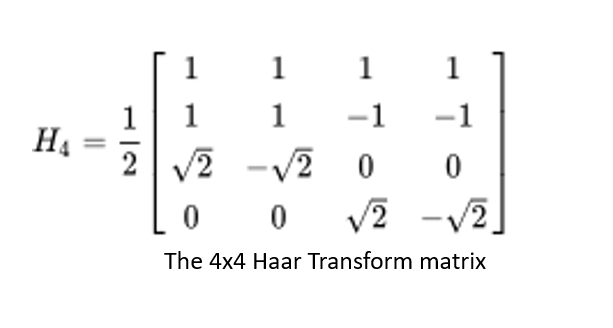 H₄ = 1/2 [
1 1 1 1
1 1 −1 −1
√2 −√2 0 0
0 0 √2 −√2
]
The 4x4 Haar Transform matrix